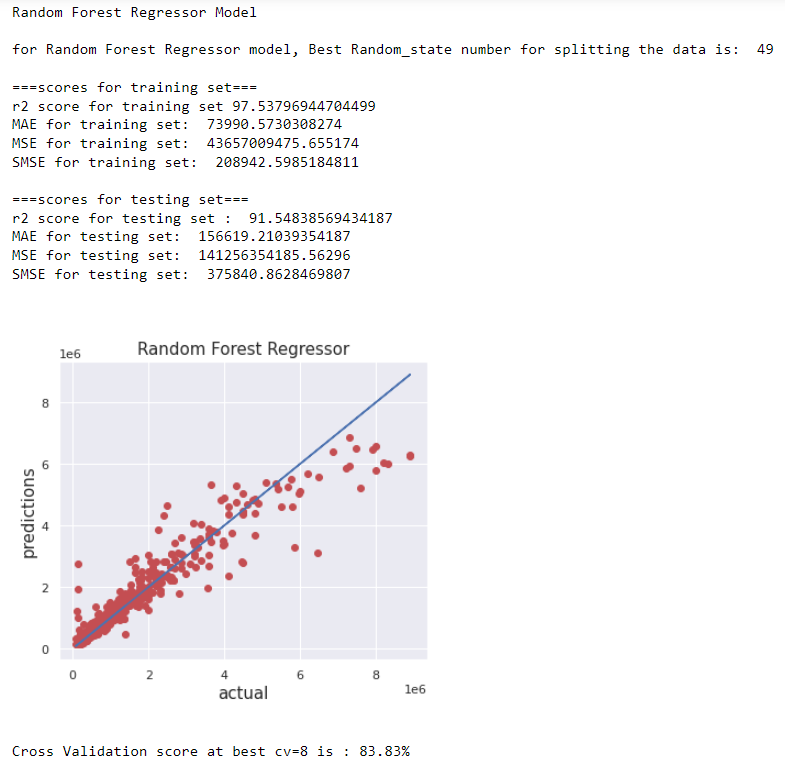 Random Forest Regressor Model
for Random Forest Regressor model, Best Random_state number for splitting the data is:  49
===scores for training set===
r2 score for training set 97.53796944704499
MAE for training set:  73990.5730308274
MSE for training set:  43657009475.655174
SMSE for training set:  208942.5985184811
===scores for testing set===
r2 score for testing set :  91.54838569434187
MAE for testing set:  156619.21039354187
MSE for testing set:  141256354185.56296
SMSE for testing set:  375840.8628469807
Random Forest Regressor
1e6
8
6
4
2
0
predictions
0 2 4 6 8
actual
1e6
Cross Validation score at best cv=8 is : 83.83%